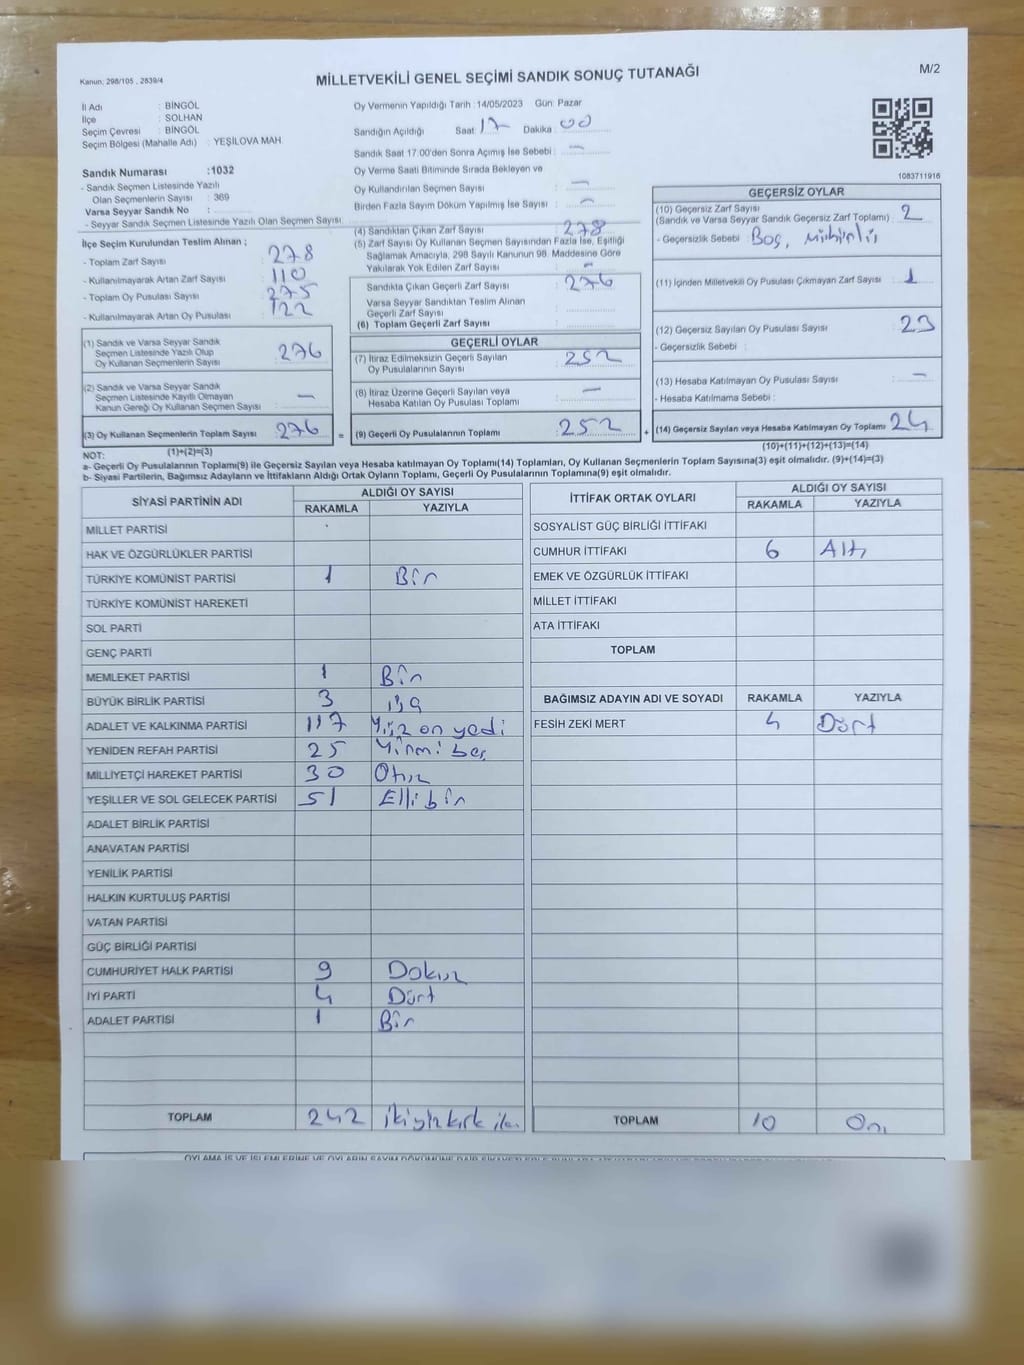 Kanun; 298/105 , 2839/4
MİLLETVEKİLİ GENEL SEÇİMİ SANDIK SONUÇ TUTANAĞI
M/2
İl Adı : BİNGÖL
İlçe : SOLHAN
Seçim Çevresi : BİNGÖL
Seçim Bölgesi (Mahalle Adı) : YEŞİLOVA MAH.
Sandık Numarası :1032
- Sandık Seçmen Listesinde Yazılı
Olan Seçmenlerin Sayısı : 369
Varsa Seyyar Sandık No :
- Seyyar Sandık Seçmen Listesinde Yazılı Olan Seçmen Sayısı
Oy Vermenin Yapıldığı Tarih : 14/05/2023 Gün: Pazar
Sandığın Açıldığı Saat 17 Dakika : 00
Sandık Saat 17.00'den Sonra Açımış İse Sebebi : —
Oy Verme Saati Bitiminde Sırada Bekleyen ve
Oy Kullandırılan Seçmen Sayısı : —
Birden Fazla Sayım Döküm Yapılmış İse Sayısı : —
1083711916
İlçe Seçim Kurulundan Teslim Alınan ;
- Toplam Zarf Sayısı : 278
- Kullanılmayarak Artan Zarf Sayısı : 110
- Toplam Oy Pusulası Sayısı : 275
- Kullanılmayarak Artan Oy Pusulası : 122
(1) Sandık ve Varsa Seyyar Sandık
Seçmen Listesinde Yazılı Olup
Oy Kullanan Seçmenlerin Sayısı : 276
(2) Sandık ve Varsa Seyyar Sandık
Seçmen Listesinde Kayıtlı Olmayan
Kanun Gereği Oy Kullanan Seçmen Sayısı : —
(3) Oy Kullanan Seçmenlerin Toplam Sayısı : 276
(1)+(2)=(3)
(4) Sandıktan Çıkan Zarf Sayısı : 278
(5) Zarf Sayısı Oy Kullanan Seçmen Sayısından Fazla İse, Eşitliği
Sağlamak Amacıyla, 298 Sayılı Kanunun 98. Maddesine Göre
Yakılarak Yok Edilen Zarf Sayısı : —
Sandıkta Çıkan Geçerli Zarf Sayısı : 276
Varsa Seyyar Sandıktan Teslim Alınan
Geçerli Zarf Sayısı :
(6) Toplam Geçerli Zarf Sayısı :
GEÇERLİ OYLAR
(7) İtiraz Edilmeksizin Geçerli Sayılan
Oy Pusulalarının Sayısı : 252
(8) İtiraz Üzerine Geçerli Sayılan veya
Hesaba Katılan Oy Pusulası Toplamı : —
= (9) Geçerli Oy Pusulalarının Toplamı : 252 +
GEÇERSİZ OYLAR
(10) Geçersiz Zarf Sayısı : 2
(Sandık ve Varsa Seyyar Sandık Geçersiz Zarf Toplamı)
- Geçersizlik Sebebi : Boş, Mühürlü
(11) İçinden Milletvekili Oy Pusulası Çıkmayan Zarf Sayısı : 1
(12) Geçersiz Sayılan Oy Pusulası Sayısı : 23
- Geçersizlik Sebebi :
(13) Hesaba Katılmayan Oy Pusulası Sayısı : —
- Hesaba Katılmama Sebebi :
(14) Geçersiz Sayılan veya Hesaba Katılmayan Oy Toplamı : 24
(10)+(11)+(12)+(13)=(14)
NOT:
a- Geçerli Oy Pusulalarının Toplamı(9) ile Geçersiz Sayılan veya Hesaba katılmayan Oy Toplamı(14) Toplamları, Oy Kullanan Seçmenlerin Toplam Sayısına(3) eşit olmalıdır. (9)+(14)=(3)
b- Siyasi Partilerin, Bağımsız Adayların ve İttifakların Aldığı Ortak Oyların Toplamı, Geçerli Oy Pusulalarının Toplamına(9) eşit olmalıdır.
SİYASİ PARTİNİN ADI ALDIĞI OY SAYISI
RAKAMLA YAZIYLA
MİLLET PARTİSİ
HAK VE ÖZGÜRLÜKLER PARTİSİ
TÜRKİYE KOMÜNİST PARTİSİ 1 Bir
TÜRKİYE KOMÜNİST HAREKETİ
SOL PARTİ
GENÇ PARTİ
MEMLEKET PARTİSİ 1 Bir
BÜYÜK BİRLİK PARTİSİ 3 üç
ADALET VE KALKINMA PARTİSİ 117 Yüz on yedi
YENİDEN REFAH PARTİSİ 25 Yirmi beş
MİLLİYETÇİ HAREKET PARTİSİ 30 Otuz
YEŞİLLER VE SOL GELECEK PARTİSİ 51 Elli bir
ADALET BİRLİK PARTİSİ
ANAVATAN PARTİSİ
YENİLİK PARTİSİ
HALKIN KURTULUŞ PARTİSİ
VATAN PARTİSİ
GÜÇ BİRLİĞİ PARTİSİ
CUMHURİYET HALK PARTİSİ 9 Dokuz
İYİ PARTİ 4 Dört
ADALET PARTİSİ 1 Bir
TOPLAM 242 ikiyüz kırk iki
İTTİFAK ORTAK OYLARI ALDIĞI OY SAYISI
RAKAMLA YAZIYLA
SOSYALİST GÜÇ BİRLİĞİ İTTİFAKI
CUMHUR İTTİFAKI 6 Altı
EMEK VE ÖZGÜRLÜK İTTİFAKI
MİLLET İTTİFAKI
ATA İTTİFAKI
TOPLAM
BAĞIMSIZ ADAYIN ADI VE SOYADI RAKAMLA YAZIYLA
FESİH ZEKİ MERT 4 Dört
TOPLAM 10 On